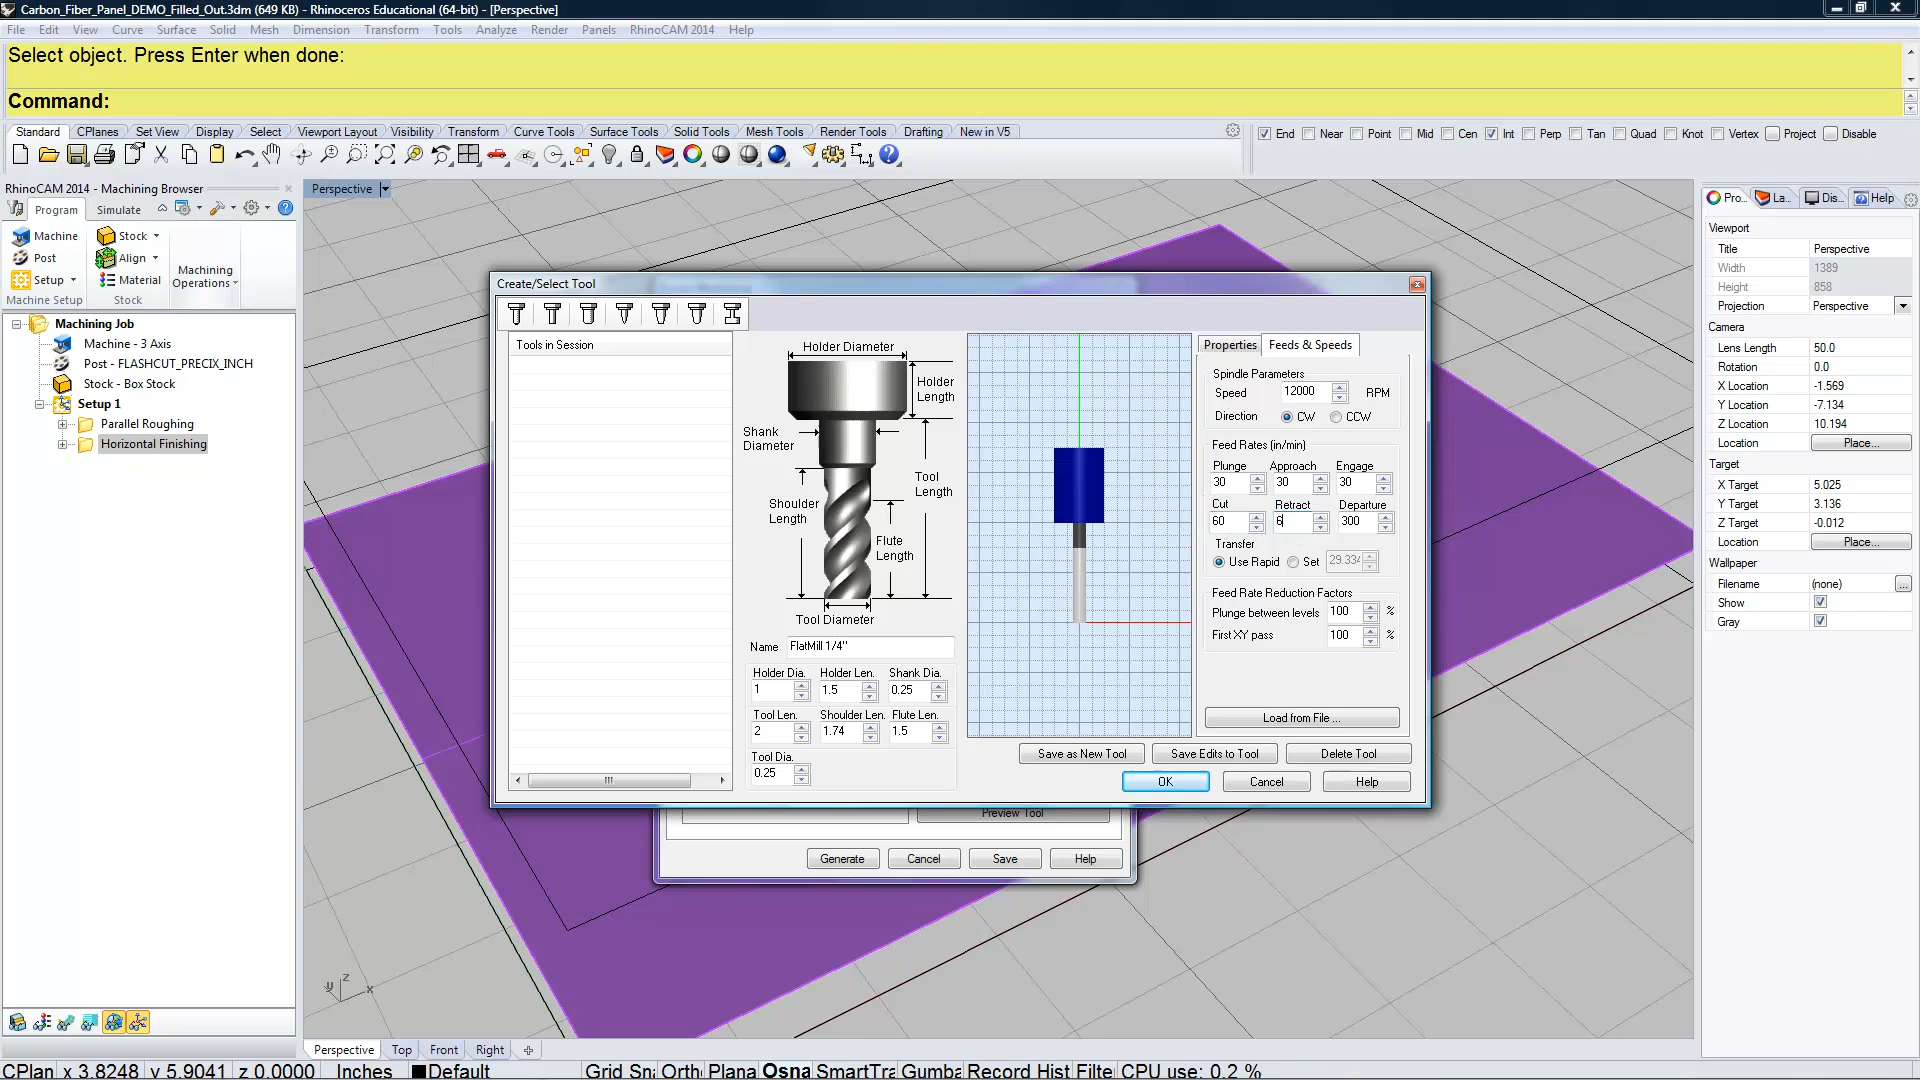 Carbon_Fiber_Panel_DEMO_Filled_Out.3dm (649 KB) - Rhinoceros Educational (64-bit) - [Perspective]
File Edit View Curve Surface Solid Mesh Dimension Transform Tools Analyze Render Panels RhinoCAM 2014 Help
Select object. Press Enter when done:
Command:
Standard CPlanes Set View Display Select Viewport Layout Visibility Transform Curve Tools Surface Tools Solid Tools Mesh Tools Render Tools Drafting New in V5
End Near Point Mid Cen Int Perp Tan Quad Knot Vertex Project Disable
RhinoCAM 2014 - Machining Browser
Program Simulate
Machine Stock
Post Align
Setup Material
Machining Operations
Machine Setup Stock
Machining Job
Machine - 3 Axis
Post - FLASHCUT_PRECIX_INCH
Stock - Box Stock
Setup 1
Parallel Roughing
Horizontal Finishing
Perspective
Create/Select Tool
Tools in Session
Holder Diameter
Holder
Length
Shank
Diameter
Tool
Length
Shoulder
Length
Flute
Length
Tool Diameter
Name FlatMill 1/4"
Holder Dia. Holder Len. Shank Dia.
1 1.5 0.25
Tool Len. Shoulder Len. Flute Len.
2 1.74 1.5
Tool Dia.
0.25
Properties Feeds & Speeds
Spindle Parameters
Speed 12000 RPM
Direction CW CCW
Feed Rates (in/min)
Plunge Approach Engage
30 30 30
Cut Retract Departure
60 6 300
Transfer
Use Rapid Set 29.334
Feed Rate Reduction Factors
Plunge between levels 100 %
First XY pass 100 %
Load from File ...
Save as New Tool Save Edits to Tool Delete Tool
OK Cancel Help
Preview Tool
Generate Cancel Save Help
Pro... La... Dis... Help
Viewport
Title Perspective
Width 1389
Height 858
Projection Perspective
Camera
Lens Length 50.0
Rotation 0.0
X Location -1.569
Y Location -7.134
Z Location 10.194
Location Place...
Target
X Target 5.025
Y Target 3.136
Z Target -0.012
Location Place...
Wallpaper
Filename (none) ...
Show
Gray
z
y x
Perspective Top Front Right
CPlan x 3.8248 y 5.9041 z 0.0000 Inches Default Grid Sn Orth Plana Osna SmartTra Gumba Record Hist Filte CPU use: 0.2 %